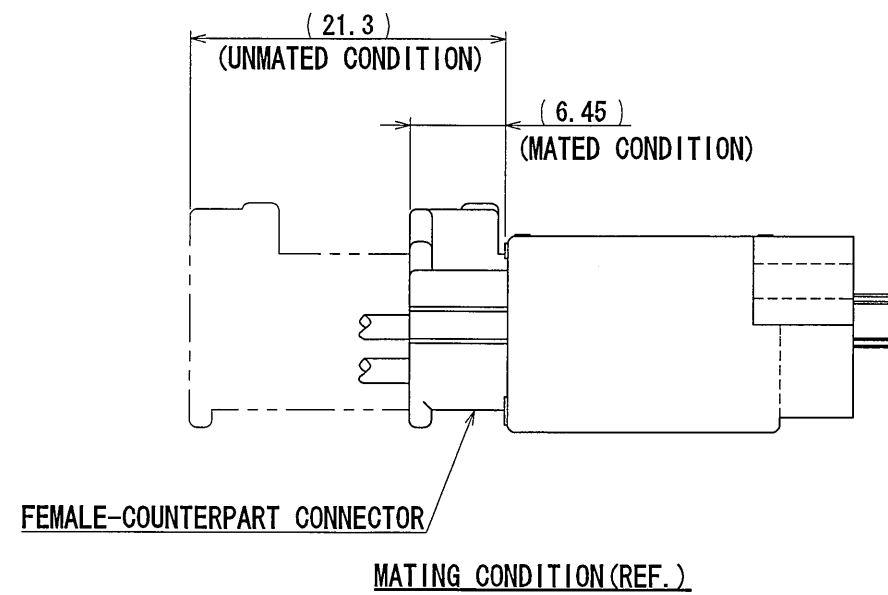 (21.3)
(UNMATED CONDITION)
(6.45)
(MATED CONDITION)
FEMALE-COUNTERPART CONNECTOR
MATING CONDITION(REF.)